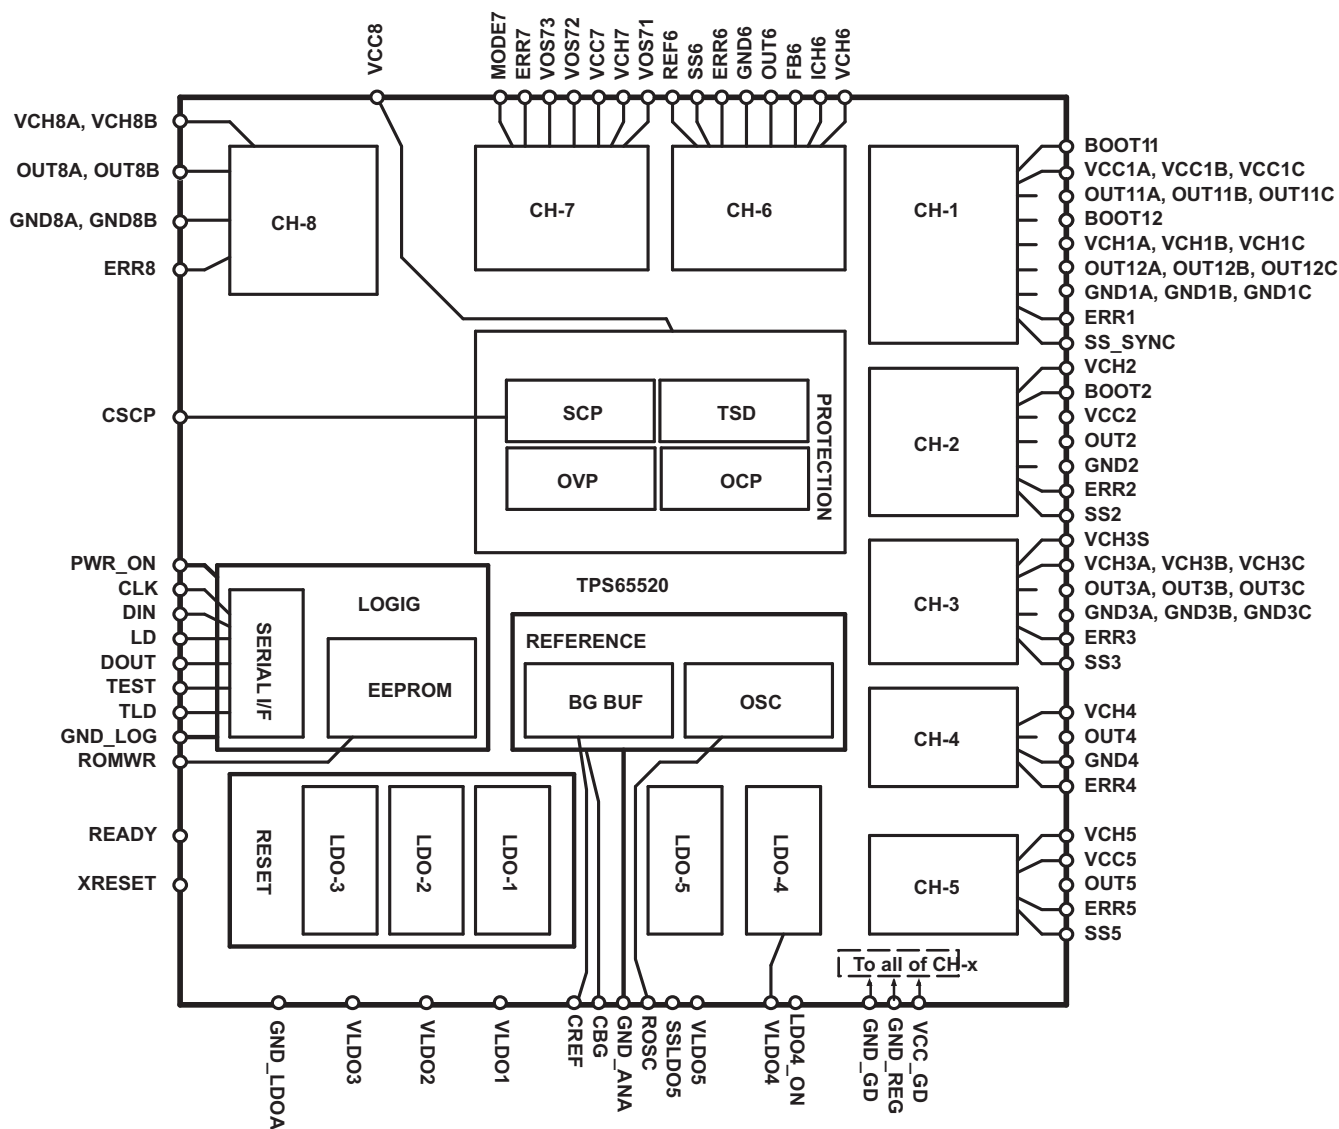 VCC8
MODE7
ERR7
VOS73
VOS72
VCC7
VCH7
VOS71
REF6
SS6
ERR6
GND6
OUT6
FB6
ICH6
VCH6
VCH8A, VCH8B
OUT8A, OUT8B
GND8A, GND8B
ERR8
CH-8
CH-7
CH-6
CH-1
BOOT11
VCC1A, VCC1B, VCC1C
OUT11A, OUT11B, OUT11C
BOOT12
VCH1A, VCH1B, VCH1C
OUT12A, OUT12B, OUT12C
GND1A, GND1B, GND1C
ERR1
SS_SYNC
CSCP
SCP
TSD
OVP
OCP
PROTECTION
CH-2
VCH2
BOOT2
VCC2
OUT2
GND2
ERR2
SS2
CH-3
VCH3S
VCH3A, VCH3B, VCH3C
OUT3A, OUT3B, OUT3C
GND3A, GND3B, GND3C
ERR3
SS3
PWR_ON
CLK
DIN
LD
DOUT
TEST
TLD
GND_LOG
ROMWR
SERIAL I/F
LOGIG
EEPROM
TPS65520
REFERENCE
BG BUF
OSC
CH-4
VCH4
OUT4
GND4
ERR4
READY
XRESET
RESET
LDO-3
LDO-2
LDO-1
LDO-5
LDO-4
CH-5
VCH5
VCC5
OUT5
ERR5
SS5
To all of CH-x
GND_LDOA
VLDO3
VLDO2
VLDO1
CREF
CBG
GND_ANA
ROSC
SSLDO5
VLDO5
VLDO4
LDO4_ON
GND_GD
GND_REG
VCC_GD